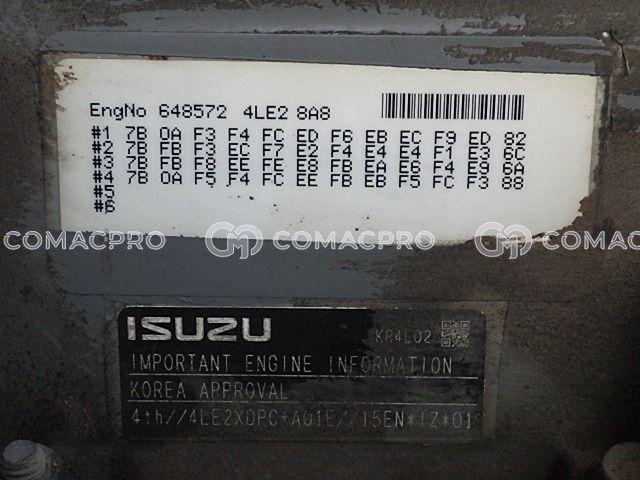 EngNo 648572 4LE2 8A8
#1 7B 0A F3 F4 FC ED F6 EB EC F9 ED 82
#2 7B FB F3 EC F7 E2 F4 E4 E4 F1 E3 6C
#3 7B FB F8 EE FE E8 FB EA E6 F4 E9 6A
#4 7B 0A F5 F4 FC EE FB EB F5 FC F3 88
#5
#6
COMACPRO COMACPRO COMACPRO
ISUZU KR4L02
IMPORTANT ENGINE INFORMATION
KOREA APPROVAL
4th//4LE2XDPC*A01E//15EN*IZ*01